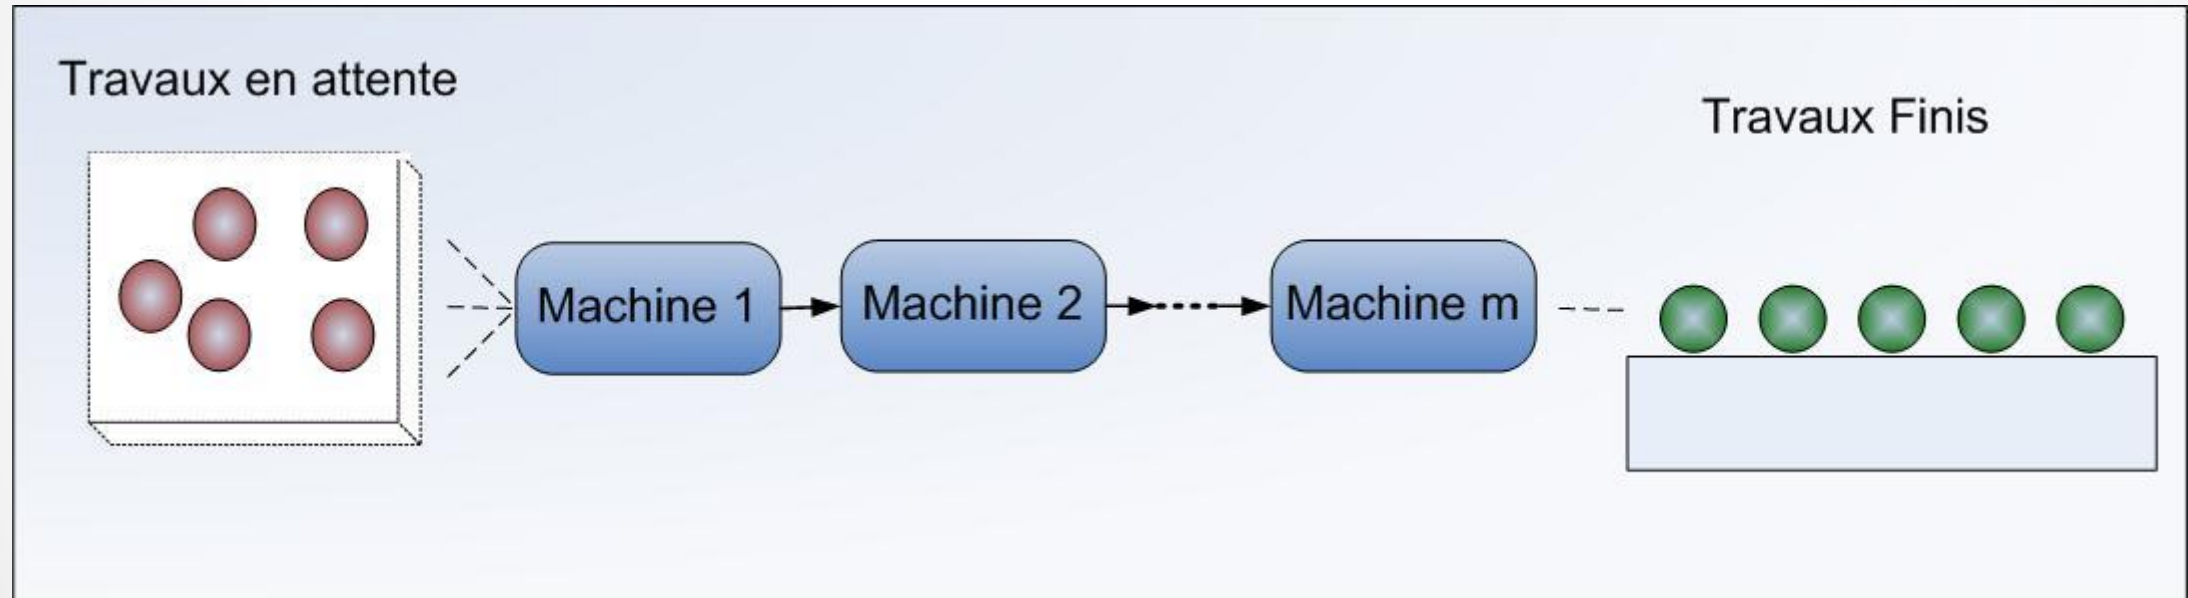 Travaux en attente
Travaux Finis
Machine 1
Machine 2
Machine m